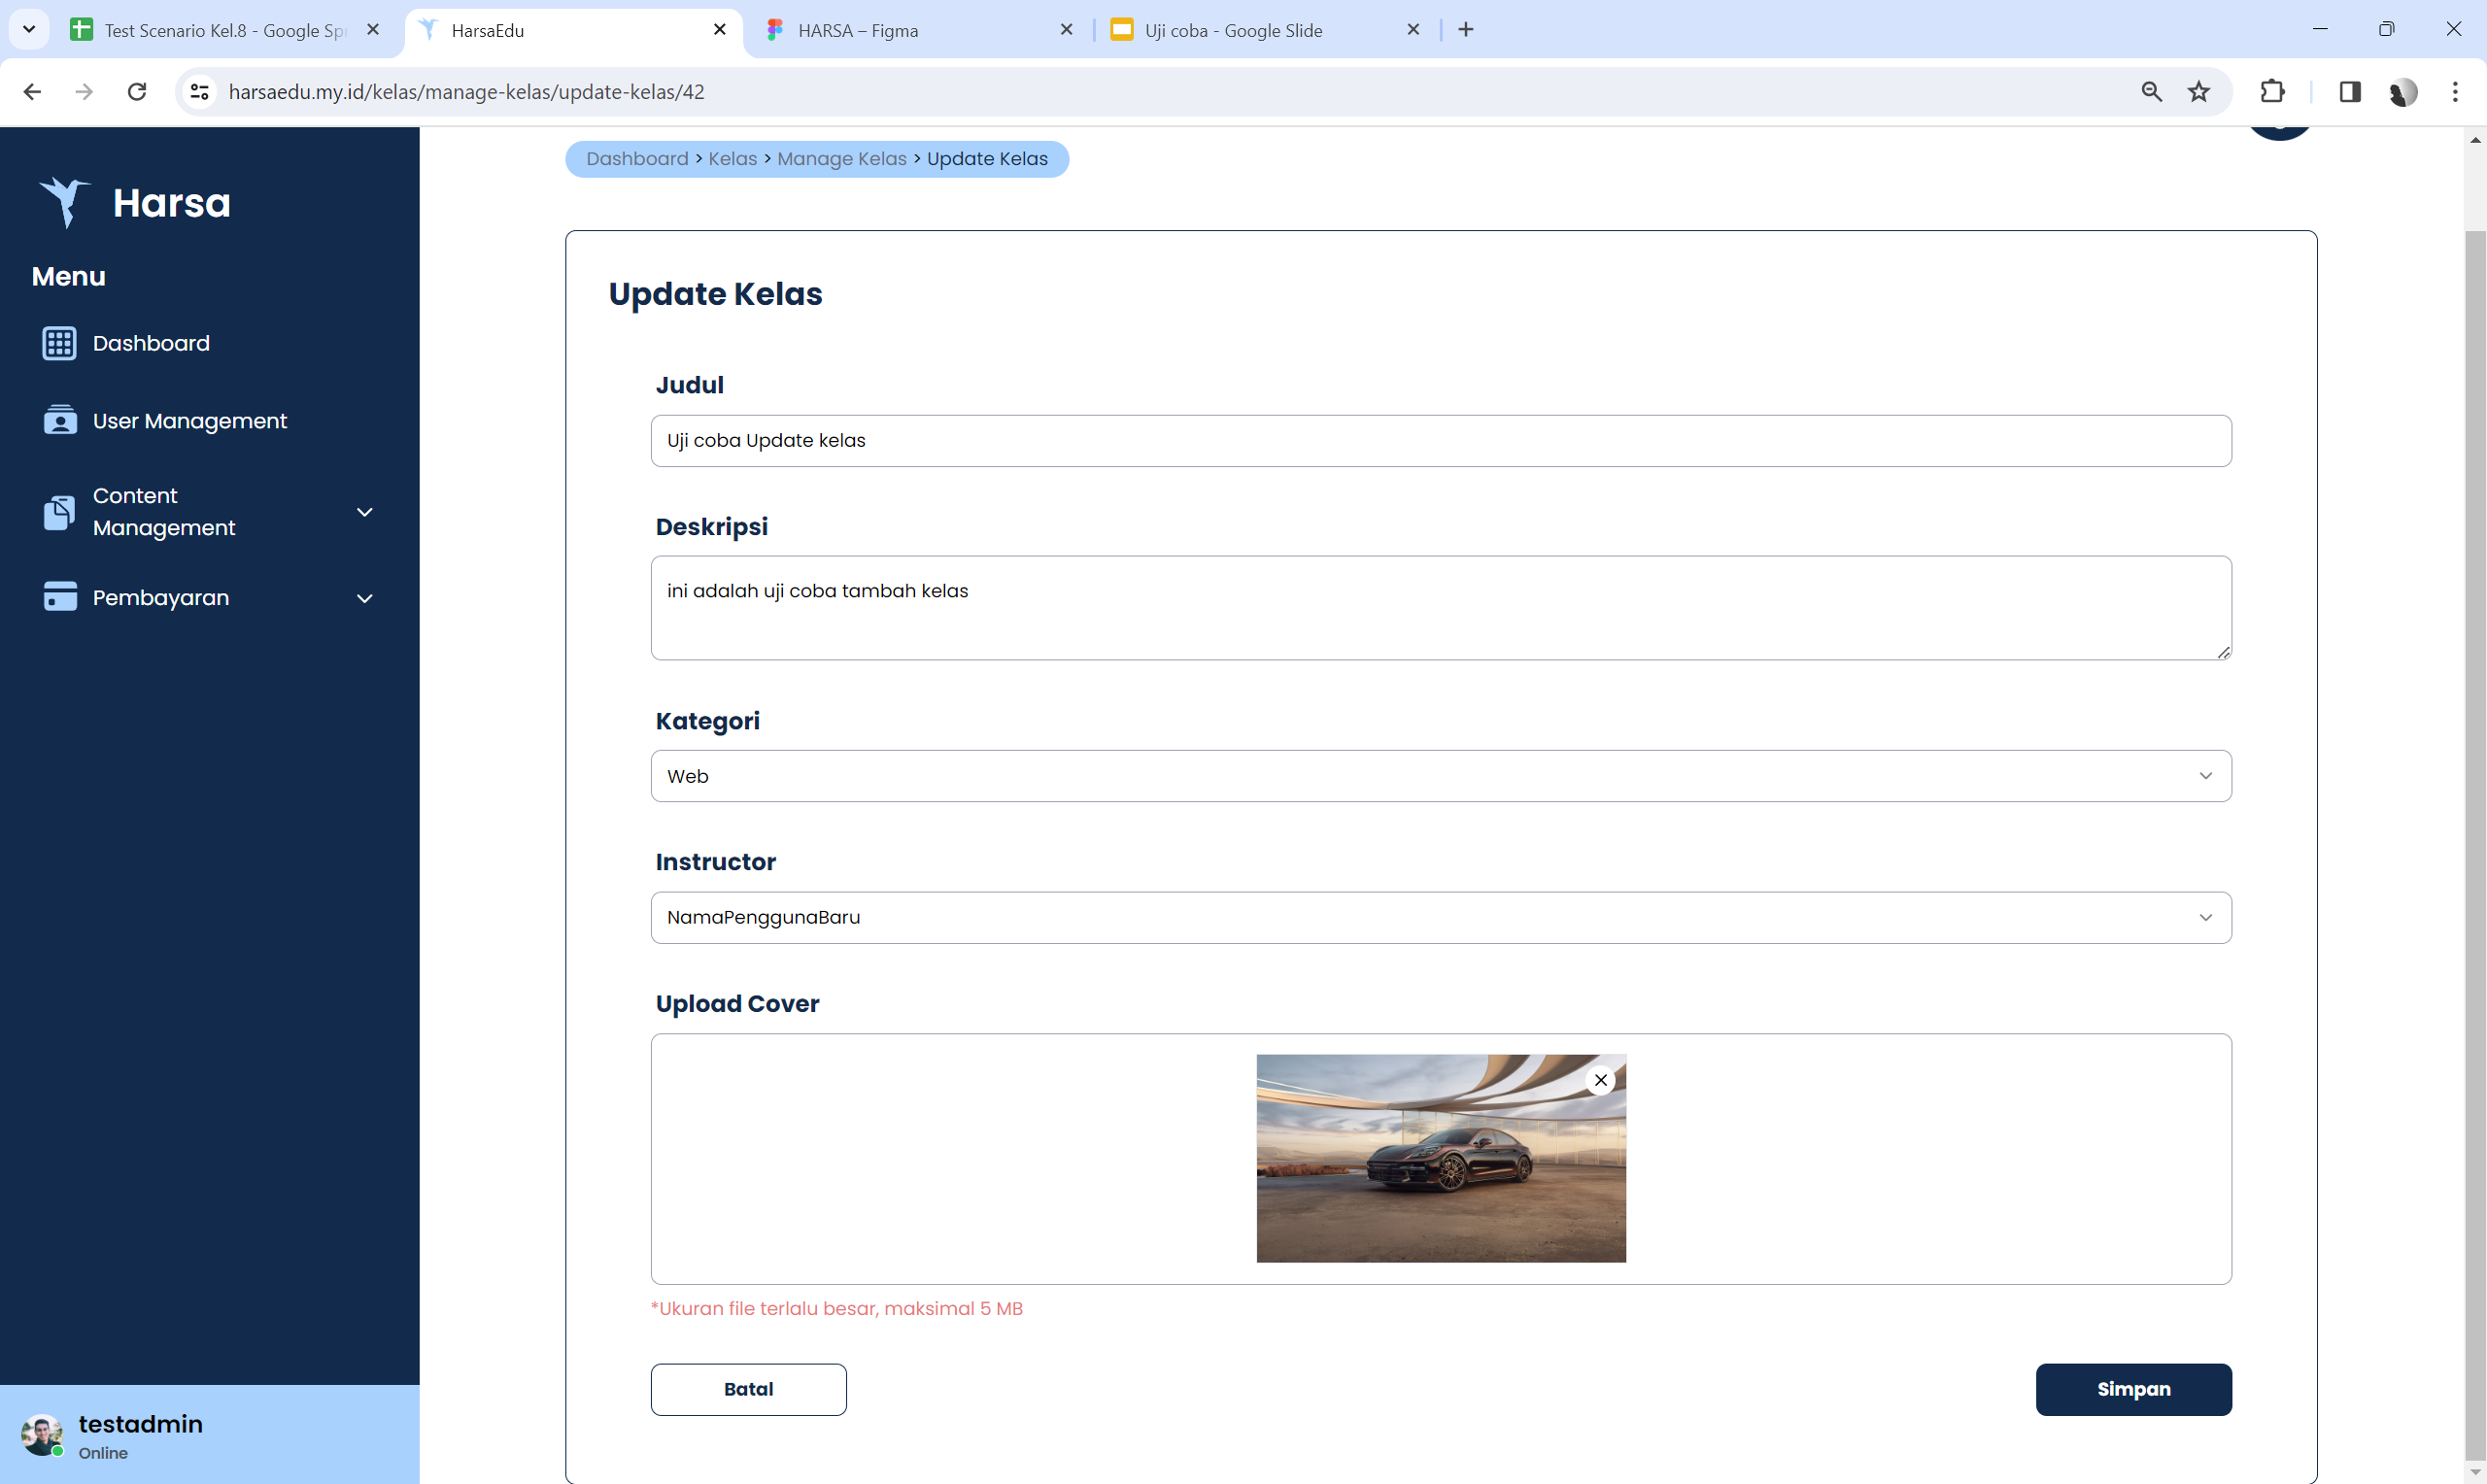 Test Scenario Kel.8 - Google Spr
HarsaEdu
HARSA – Figma
Uji coba - Google Slide
harsaedu.my.id/kelas/manage-kelas/update-kelas/42
Harsa
Menu
Dashboard
User Management
Content
Management
Pembayaran
testadmin
Online
Dashboard > Kelas > Manage Kelas > Update Kelas
Update Kelas
Judul
Uji coba Update kelas
Deskripsi
ini adalah uji coba tambah kelas
Kategori
Web
Instructor
NamaPenggunaBaru
Upload Cover
*Ukuran file terlalu besar, maksimal 5 MB
Batal
Simpan